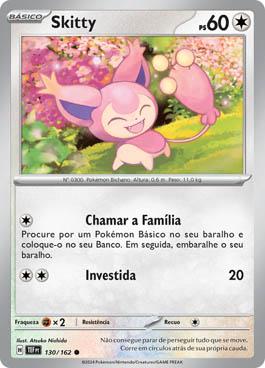 BÁSICO
Skitty
PS60
Nº 0300 Pokémon Bichano. Altura: 0,6 m Peso: 11,0 kg
Chamar a Família
Procure por um Pokémon Básico no seu baralho e
coloque-o no seu Banco. Em seguida, embaralhe o seu
baralho.
Investida 20
Fraqueza ×2 Resistência Recuo
Ilust. Atsuko Nishida
H TEF PT 130/162
Não consegue parar de perseguir tudo que se move.
Corre em círculos atrás de sua própria cauda.
©2024 Pokémon/Nintendo/Creatures/GAME FREAK